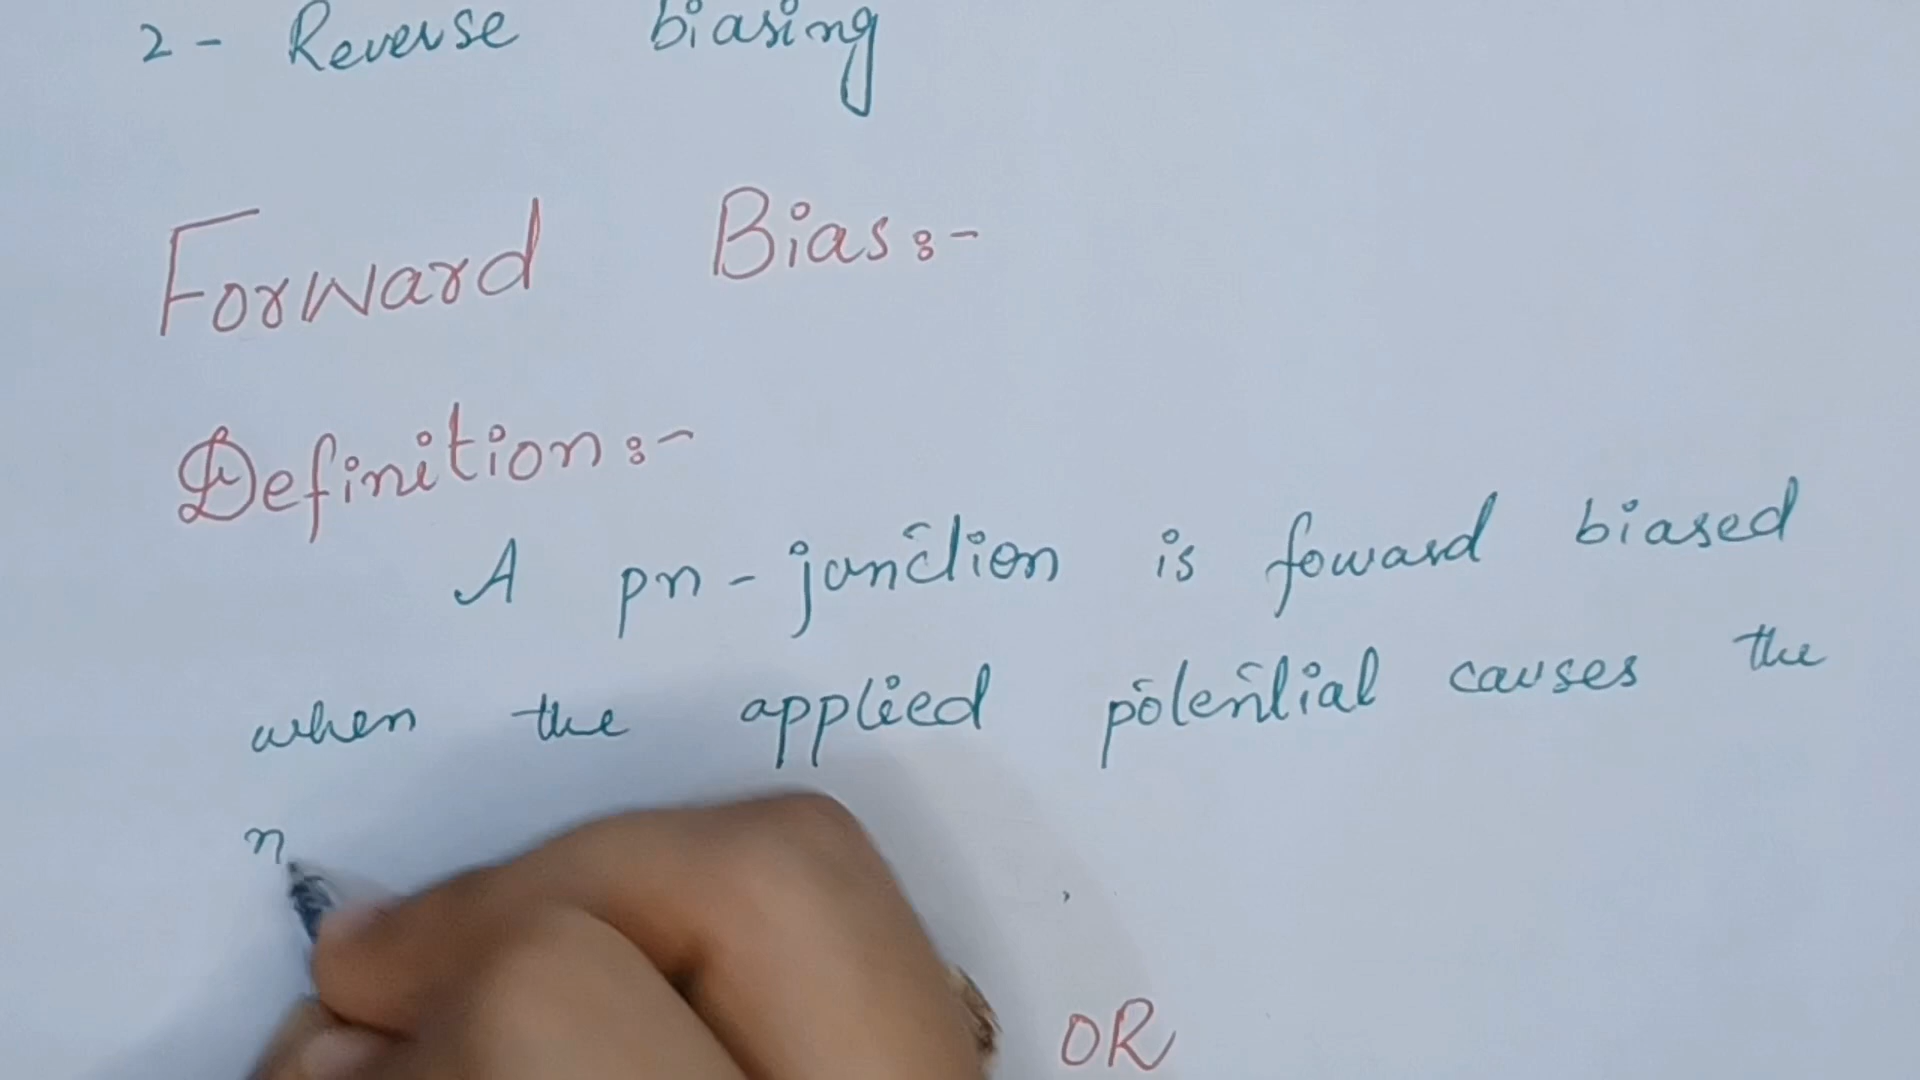 2 - Reverse biasing
Forward Bias:-
Definition:-
A pn-junction is foward biased
when the applied potential causes the
n
OR